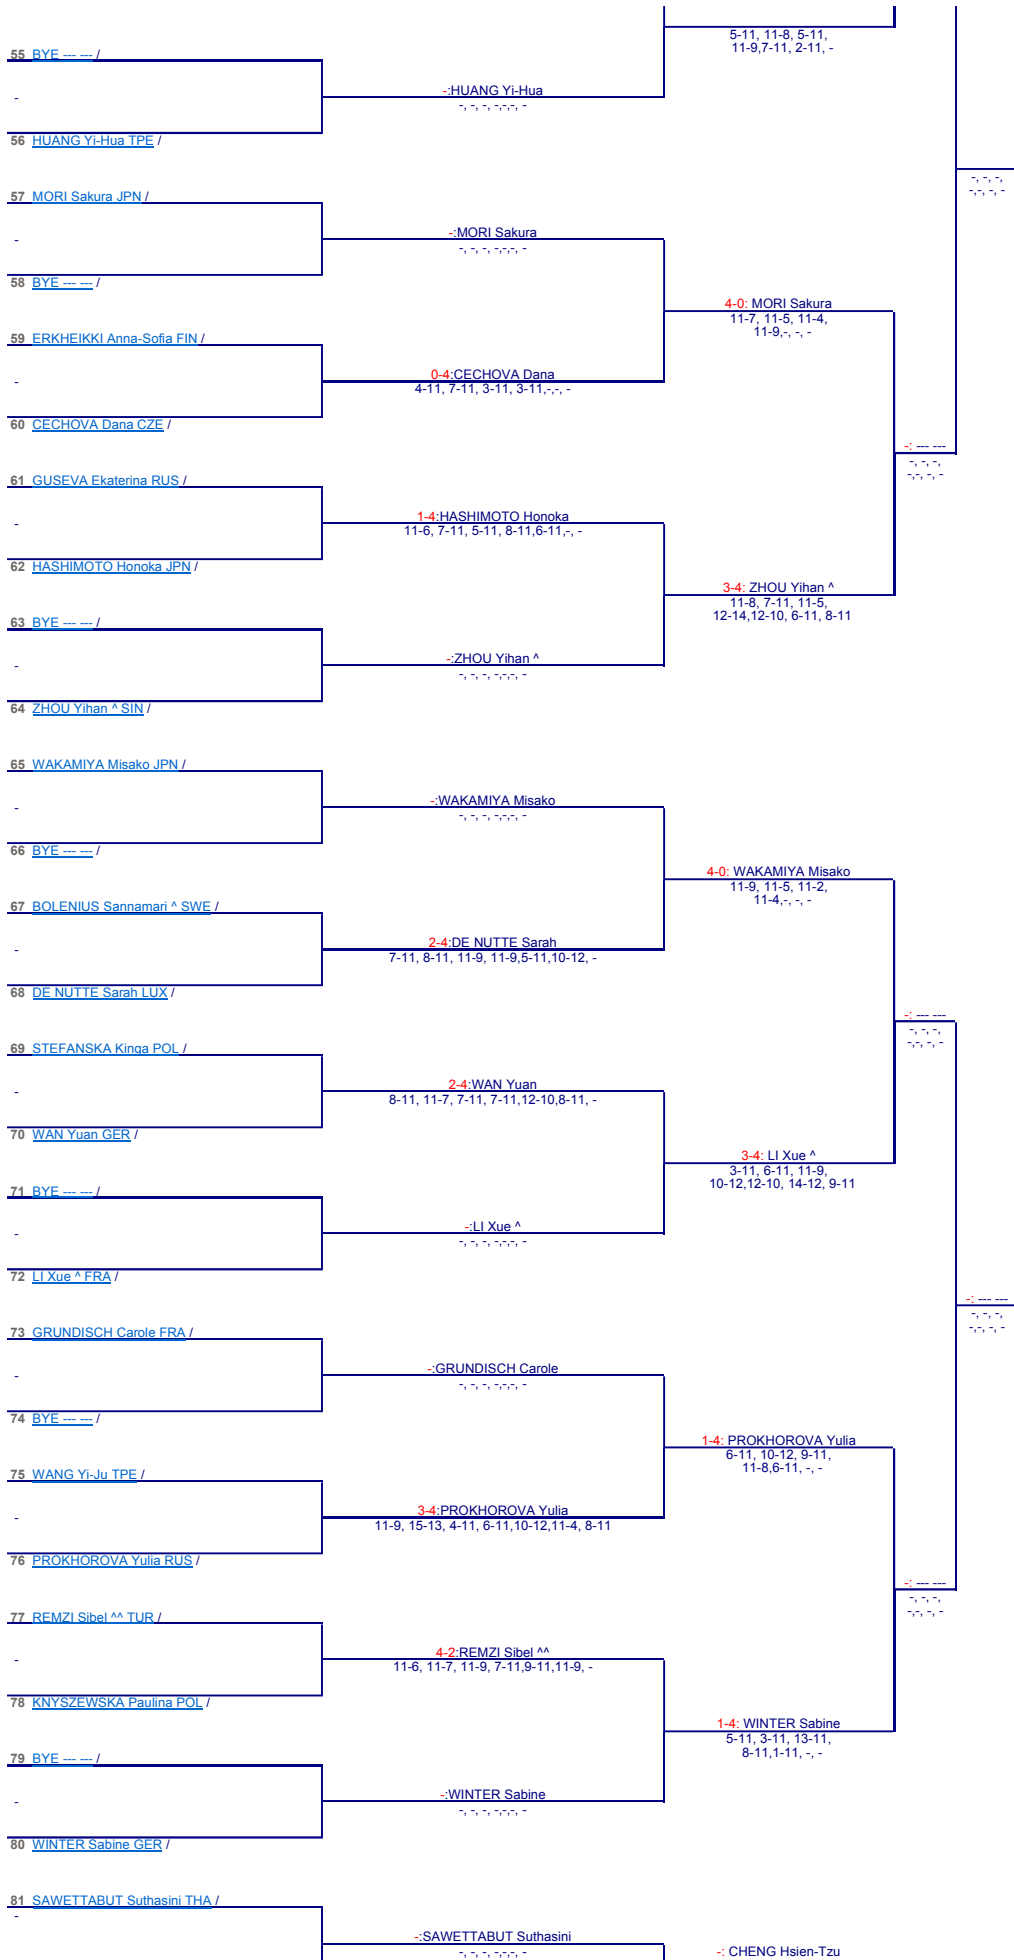 5-11, 11-8, 5-11,
11-9,7-11, 2-11, -
55 BYE --- --- /
-
-:HUANG Yi-Hua
-, -, -, -,-,-, -
56 HUANG Yi-Hua TPE /
57 MORI Sakura JPN /
-, -, -,
-,-, -, -
-
-:MORI Sakura
-, -, -, -,-,-, -
58 BYE --- --- /
4-0: MORI Sakura
11-7, 11-5, 11-4,
11-9,-, -, -
59 ERKHEIKKI Anna-Sofia FIN /
-
0-4:CECHOVA Dana
4-11, 7-11, 3-11, 3-11,-,-, -
60 CECHOVA Dana CZE /
-: --- ---
-, -, -,
-,-, -, -
61 GUSEVA Ekaterina RUS /
-
1-4:HASHIMOTO Honoka
11-6, 7-11, 5-11, 8-11,6-11,-, -
62 HASHIMOTO Honoka JPN /
3-4: ZHOU Yihan ^
11-8, 7-11, 11-5,
12-14,12-10, 6-11, 8-11
63 BYE --- --- /
-
-:ZHOU Yihan ^
-, -, -, -,-,-, -
64 ZHOU Yihan ^ SIN /
65 WAKAMIYA Misako JPN /
-
-:WAKAMIYA Misako
-, -, -, -,-,-, -
66 BYE --- --- /
4-0: WAKAMIYA Misako
11-9, 11-5, 11-2,
11-4,-, -, -
67 BOLENIUS Sannamari ^ SWE /
-
2-4:DE NUTTE Sarah
7-11, 8-11, 11-9, 11-9,5-11,10-12, -
68 DE NUTTE Sarah LUX /
-: --- ---
-, -, -,
-,-, -, -
69 STEFANSKA Kinga POL /
-
2-4:WAN Yuan
8-11, 11-7, 7-11, 7-11,12-10,8-11, -
70 WAN Yuan GER /
3-4: LI Xue ^
3-11, 6-11, 11-9,
10-12,12-10, 14-12, 9-11
71 BYE --- --- /
-
-:LI Xue ^
-, -, -, -,-,-, -
72 LI Xue ^ FRA /
-: --- ---
-, -, -,
-,-, -, -
73 GRUNDISCH Carole FRA /
-
-:GRUNDISCH Carole
-, -, -, -,-,-, -
74 BYE --- --- /
1-4: PROKHOROVA Yulia
6-11, 10-12, 9-11,
11-8,6-11, -, -
75 WANG Yi-Ju TPE /
-
3-4:PROKHOROVA Yulia
11-9, 15-13, 4-11, 6-11,10-12,11-4, 8-11
76 PROKHOROVA Yulia RUS /
-: --- ---
-, -, -,
-,-, -, -
77 REMZI Sibel ^^ TUR /
-
4-2:REMZI Sibel ^^
11-6, 11-7, 11-9, 7-11,9-11,11-9, -
78 KNYSZEWSKA Paulina POL /
1-4: WINTER Sabine
5-11, 3-11, 13-11,
8-11,1-11, -, -
79 BYE --- --- /
-
-:WINTER Sabine
-, -, -, -,-,-, -
80 WINTER Sabine GER /
81 SAWETTABUT Suthasini THA /
-
-:SAWETTABUT Suthasini
-, -, -, -,-,-, -
-: CHENG Hsien-Tzu